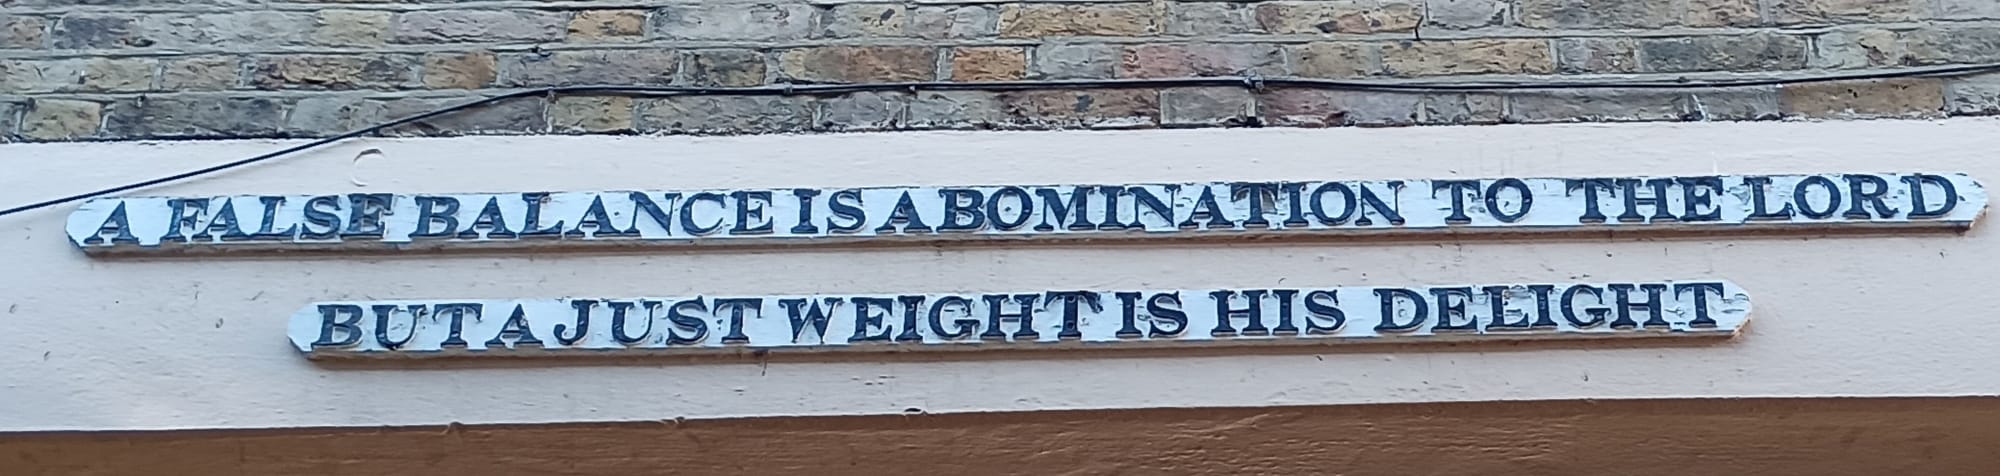 A FALSE BALANCE IS ABOMINATION TO THE LORD
BUT A JUST WEIGHT IS HIS DELIGHT